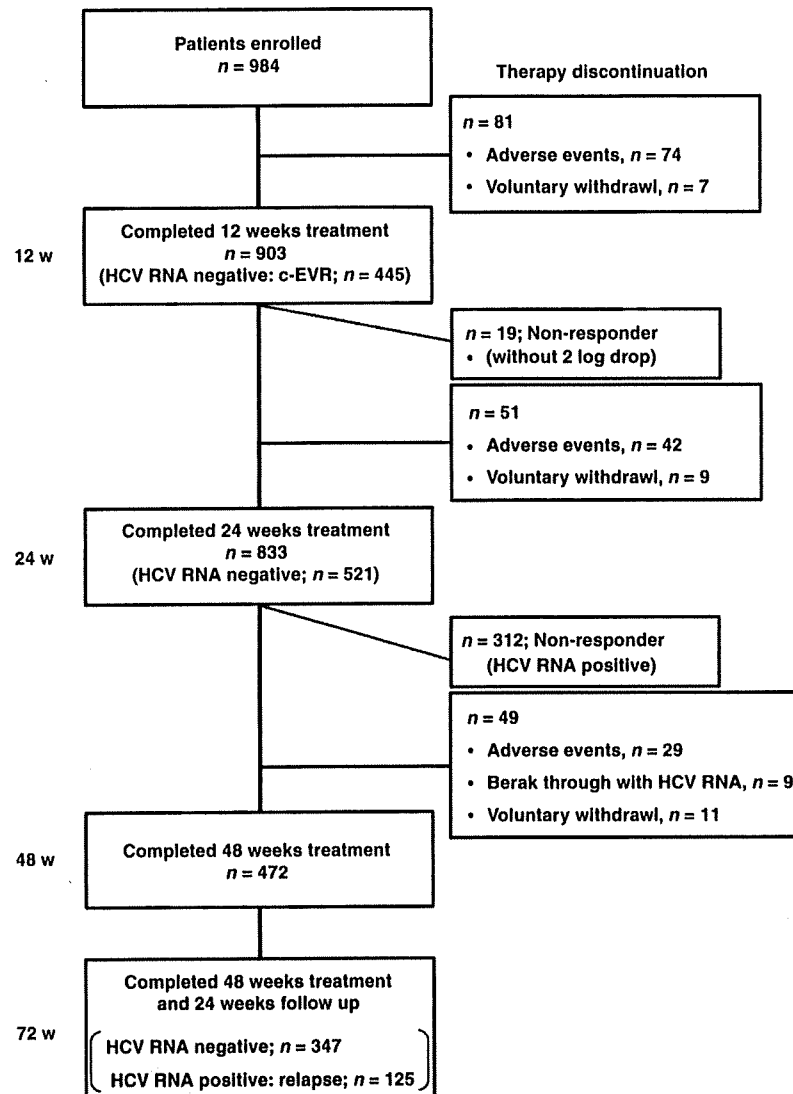 Patients enrolled
n = 984
Therapy discontinuation
n = 81
• Adverse events, n = 74
• Voluntary withdrawl, n = 7
12 w
Completed 12 weeks treatment
n = 903
(HCV RNA negative: c-EVR; n = 445)
n = 19; Non-responder
• (without 2 log drop)
n = 51
• Adverse events, n = 42
• Voluntary withdrawl, n = 9
24 w
Completed 24 weeks treatment
n = 833
(HCV RNA negative; n = 521)
n = 312; Non-responder
(HCV RNA positive)
n = 49
• Adverse events, n = 29
• Berak through with HCV RNA, n = 9
• Voluntary withdrawl, n = 11
48 w
Completed 48 weeks treatment
n = 472
72 w
Completed 48 weeks treatment
and 24 weeks follow up
HCV RNA negative; n = 347
HCV RNA positive: relapse; n = 125